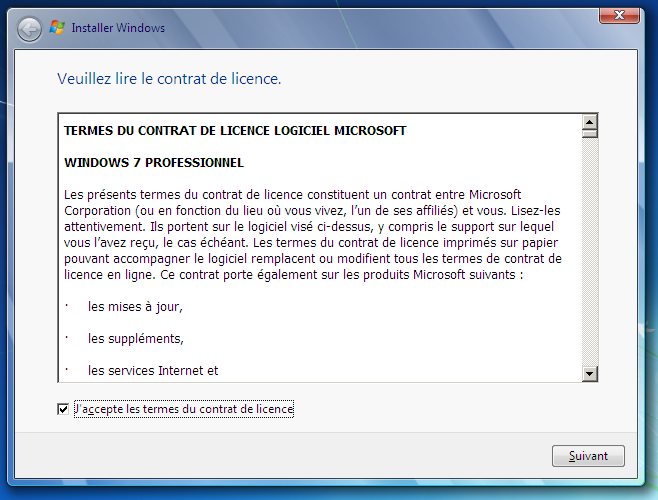 Installer Windows
Veuillez lire le contrat de licence.
TERMES DU CONTRAT DE LICENCE LOGICIEL MICROSOFT
WINDOWS 7 PROFESSIONNEL
Les présents termes du contrat de licence constituent un contrat entre Microsoft
Corporation (ou en fonction du lieu où vous vivez, l'un de ses affiliés) et vous. Lisez-les
attentivement. Ils portent sur le logiciel visé ci-dessus, y compris le support sur lequel
vous l'avez reçu, le cas échéant. Les termes du contrat de licence imprimés sur papier
pouvant accompagner le logiciel remplacent ou modifient tous les termes de contrat de
licence en ligne. Ce contrat porte également sur les produits Microsoft suivants :
· les mises à jour,
· les suppléments,
· les services Internet et
J'accepte les termes du contrat de licence
Suivant